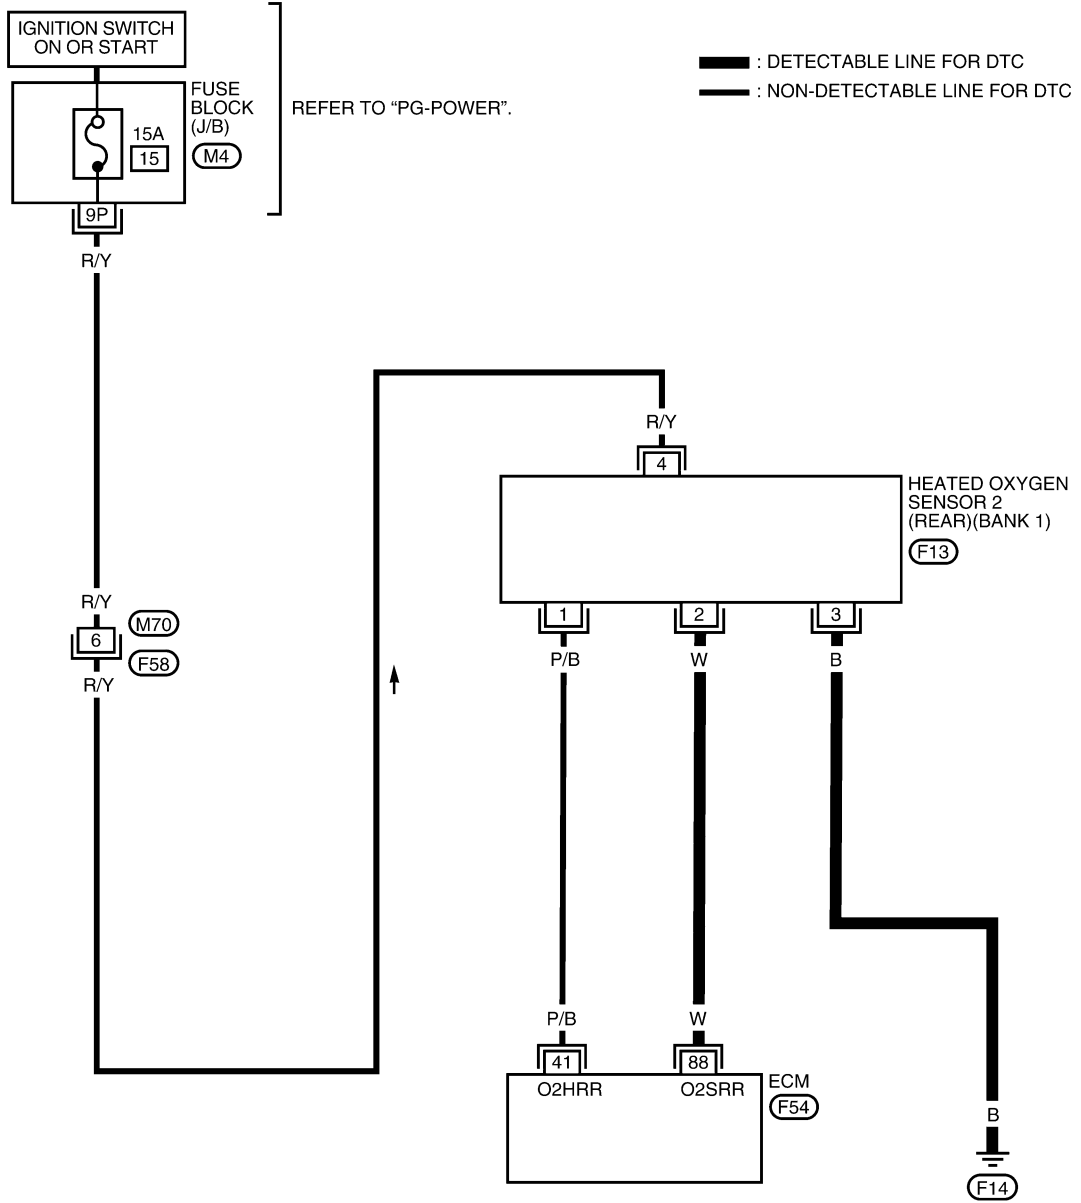 IGNITION SWITCH
ON OR START
FUSE
BLOCK
(J/B)
M4
15A
15
9P
REFER TO “PG-POWER”.
: DETECTABLE LINE FOR DTC
: NON-DETECTABLE LINE FOR DTC
R/Y
R/Y
4
HEATED OXYGEN
SENSOR 2
(REAR)(BANK 1)
F13
R/Y
6
M70
F58
R/Y
1
2
3
P/B
W
B
P/B
W
41
88
O2HRR
O2SRR
ECM
F54
B
F14